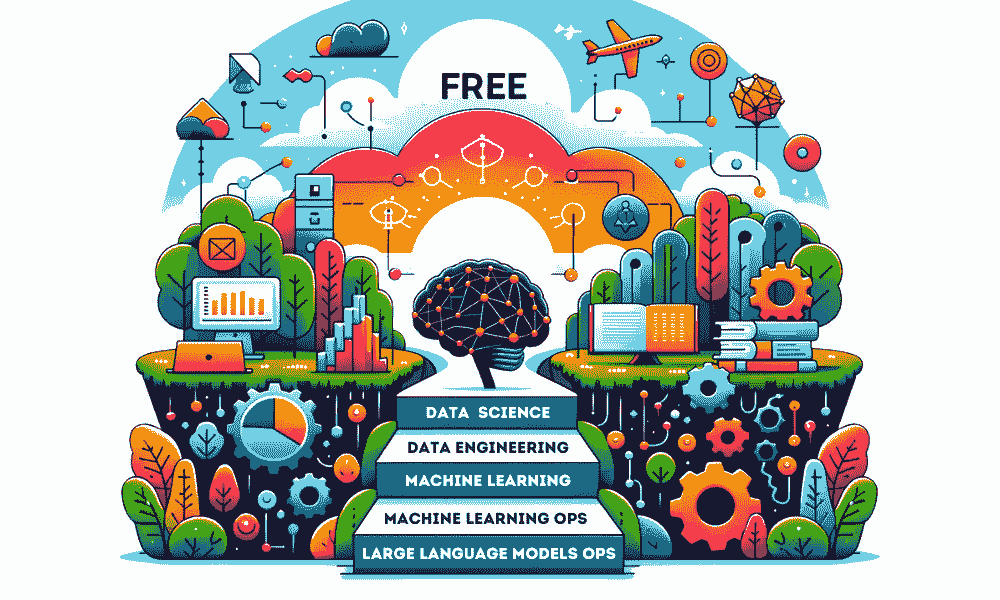 FREE
DATA SCIENCE
DATA ENGINEERING
MACHINE LEARNING
MACHINE LEARNING OPS
LARGE LANGUAGE MODELS OPS